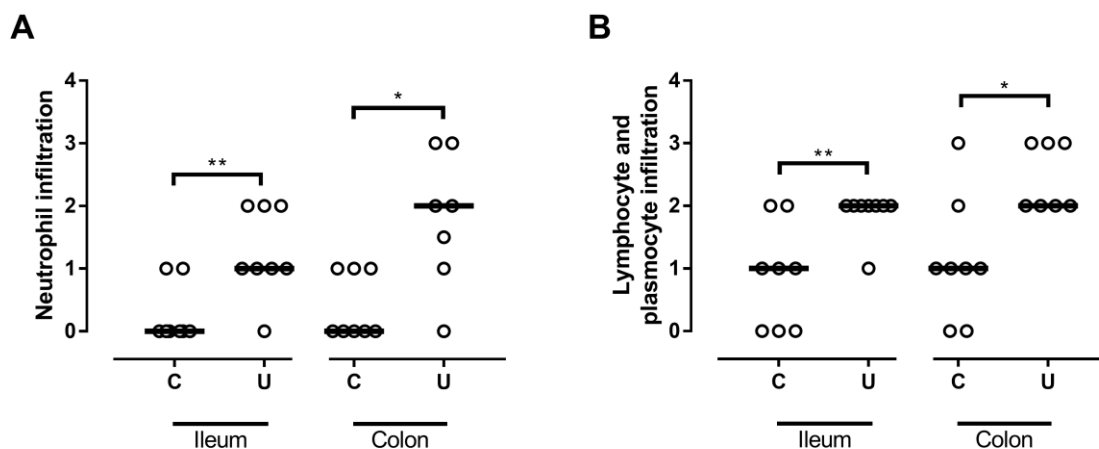 A
Neutrophil infiltration
4
3
2
1
0
**
*
C
U
C
U
Ileum
Colon
B
Lymphocyte and
plasmocyte infiltration
4
3
2
1
0
**
*
C
U
C
U
Ileum
Colon